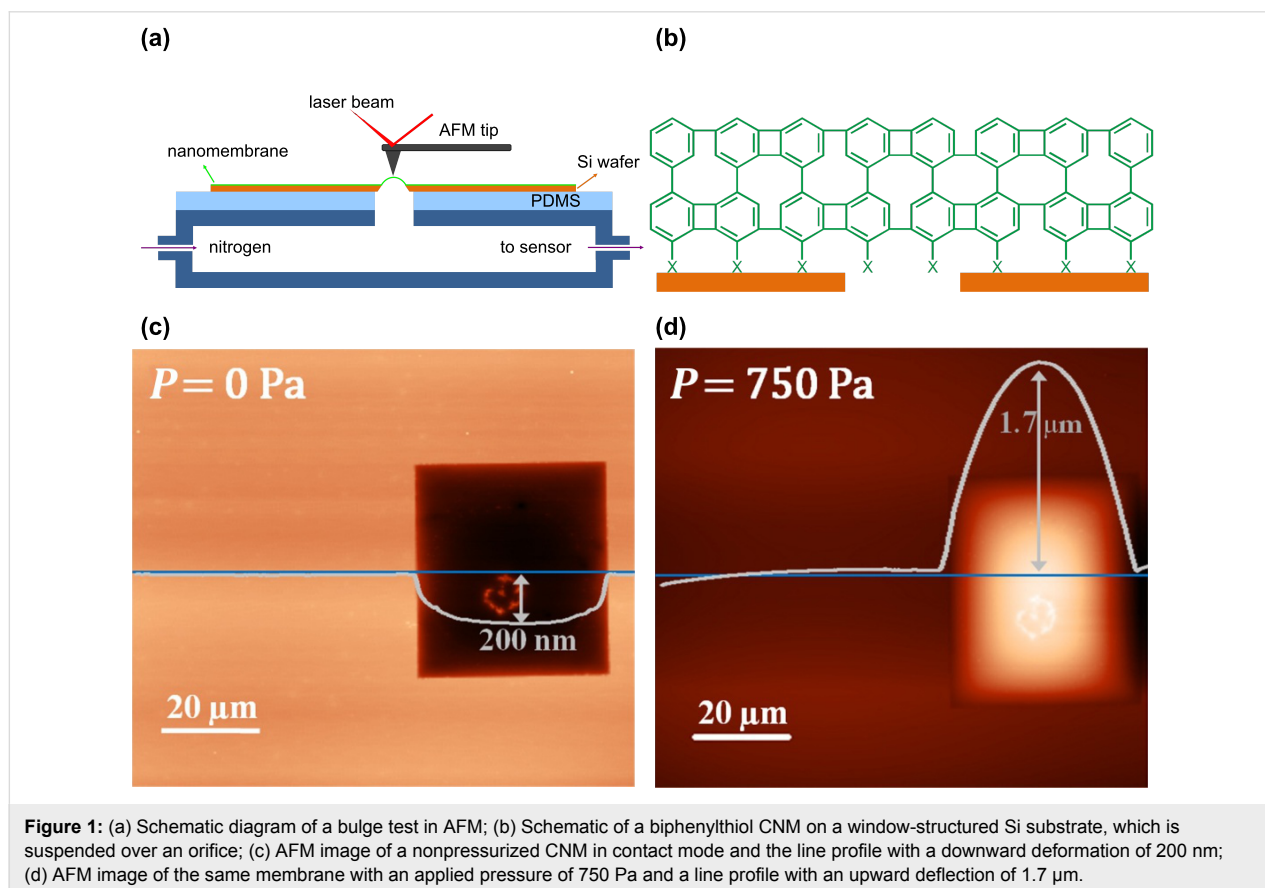 (a)
(b)
laser beam
AFM tip
nanomembrane
Si wafer
PDMS
nitrogen
to sensor
X X X X X X X X
(c)
(d)
P = 0 Pa
P = 750 Pa
1.7 µm
200 nm
20 µm
20 µm
Figure 1: (a) Schematic diagram of a bulge test in AFM; (b) Schematic of a biphenylthiol CNM on a window-structured Si substrate, which is
suspended over an orifice; (c) AFM image of a nonpressurized CNM in contact mode and the line profile with a downward deformation of 200 nm;
(d) AFM image of the same membrane with an applied pressure of 750 Pa and a line profile with an upward deflection of 1.7 µm.